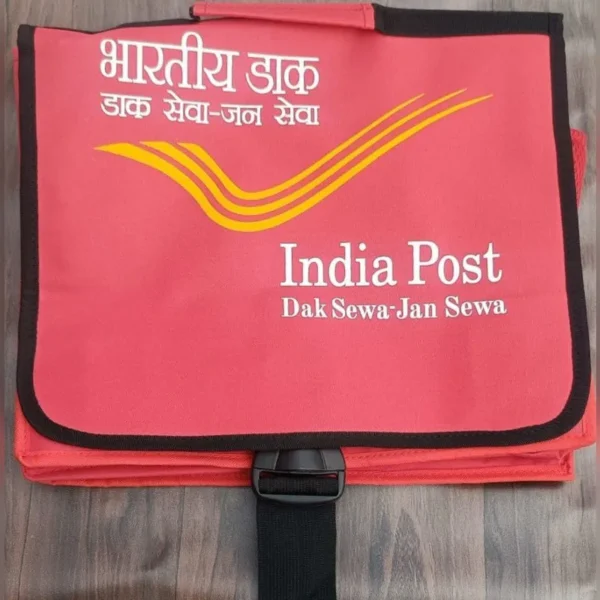 भारतीय डाक
डाक सेवा-जन सेवा
India Post
Dak Sewa-Jan Sewa